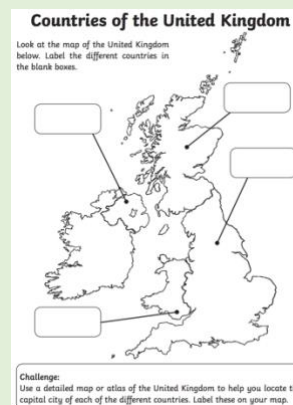 Countries of the United Kingdom
Look at the map of the United Kingdom
below. Label the different countries in
the blank boxes.
Challenge:
Use a detailed map or atlas of the United Kingdom to help you locate t
capital city of each of the different countries. Label these on your map.